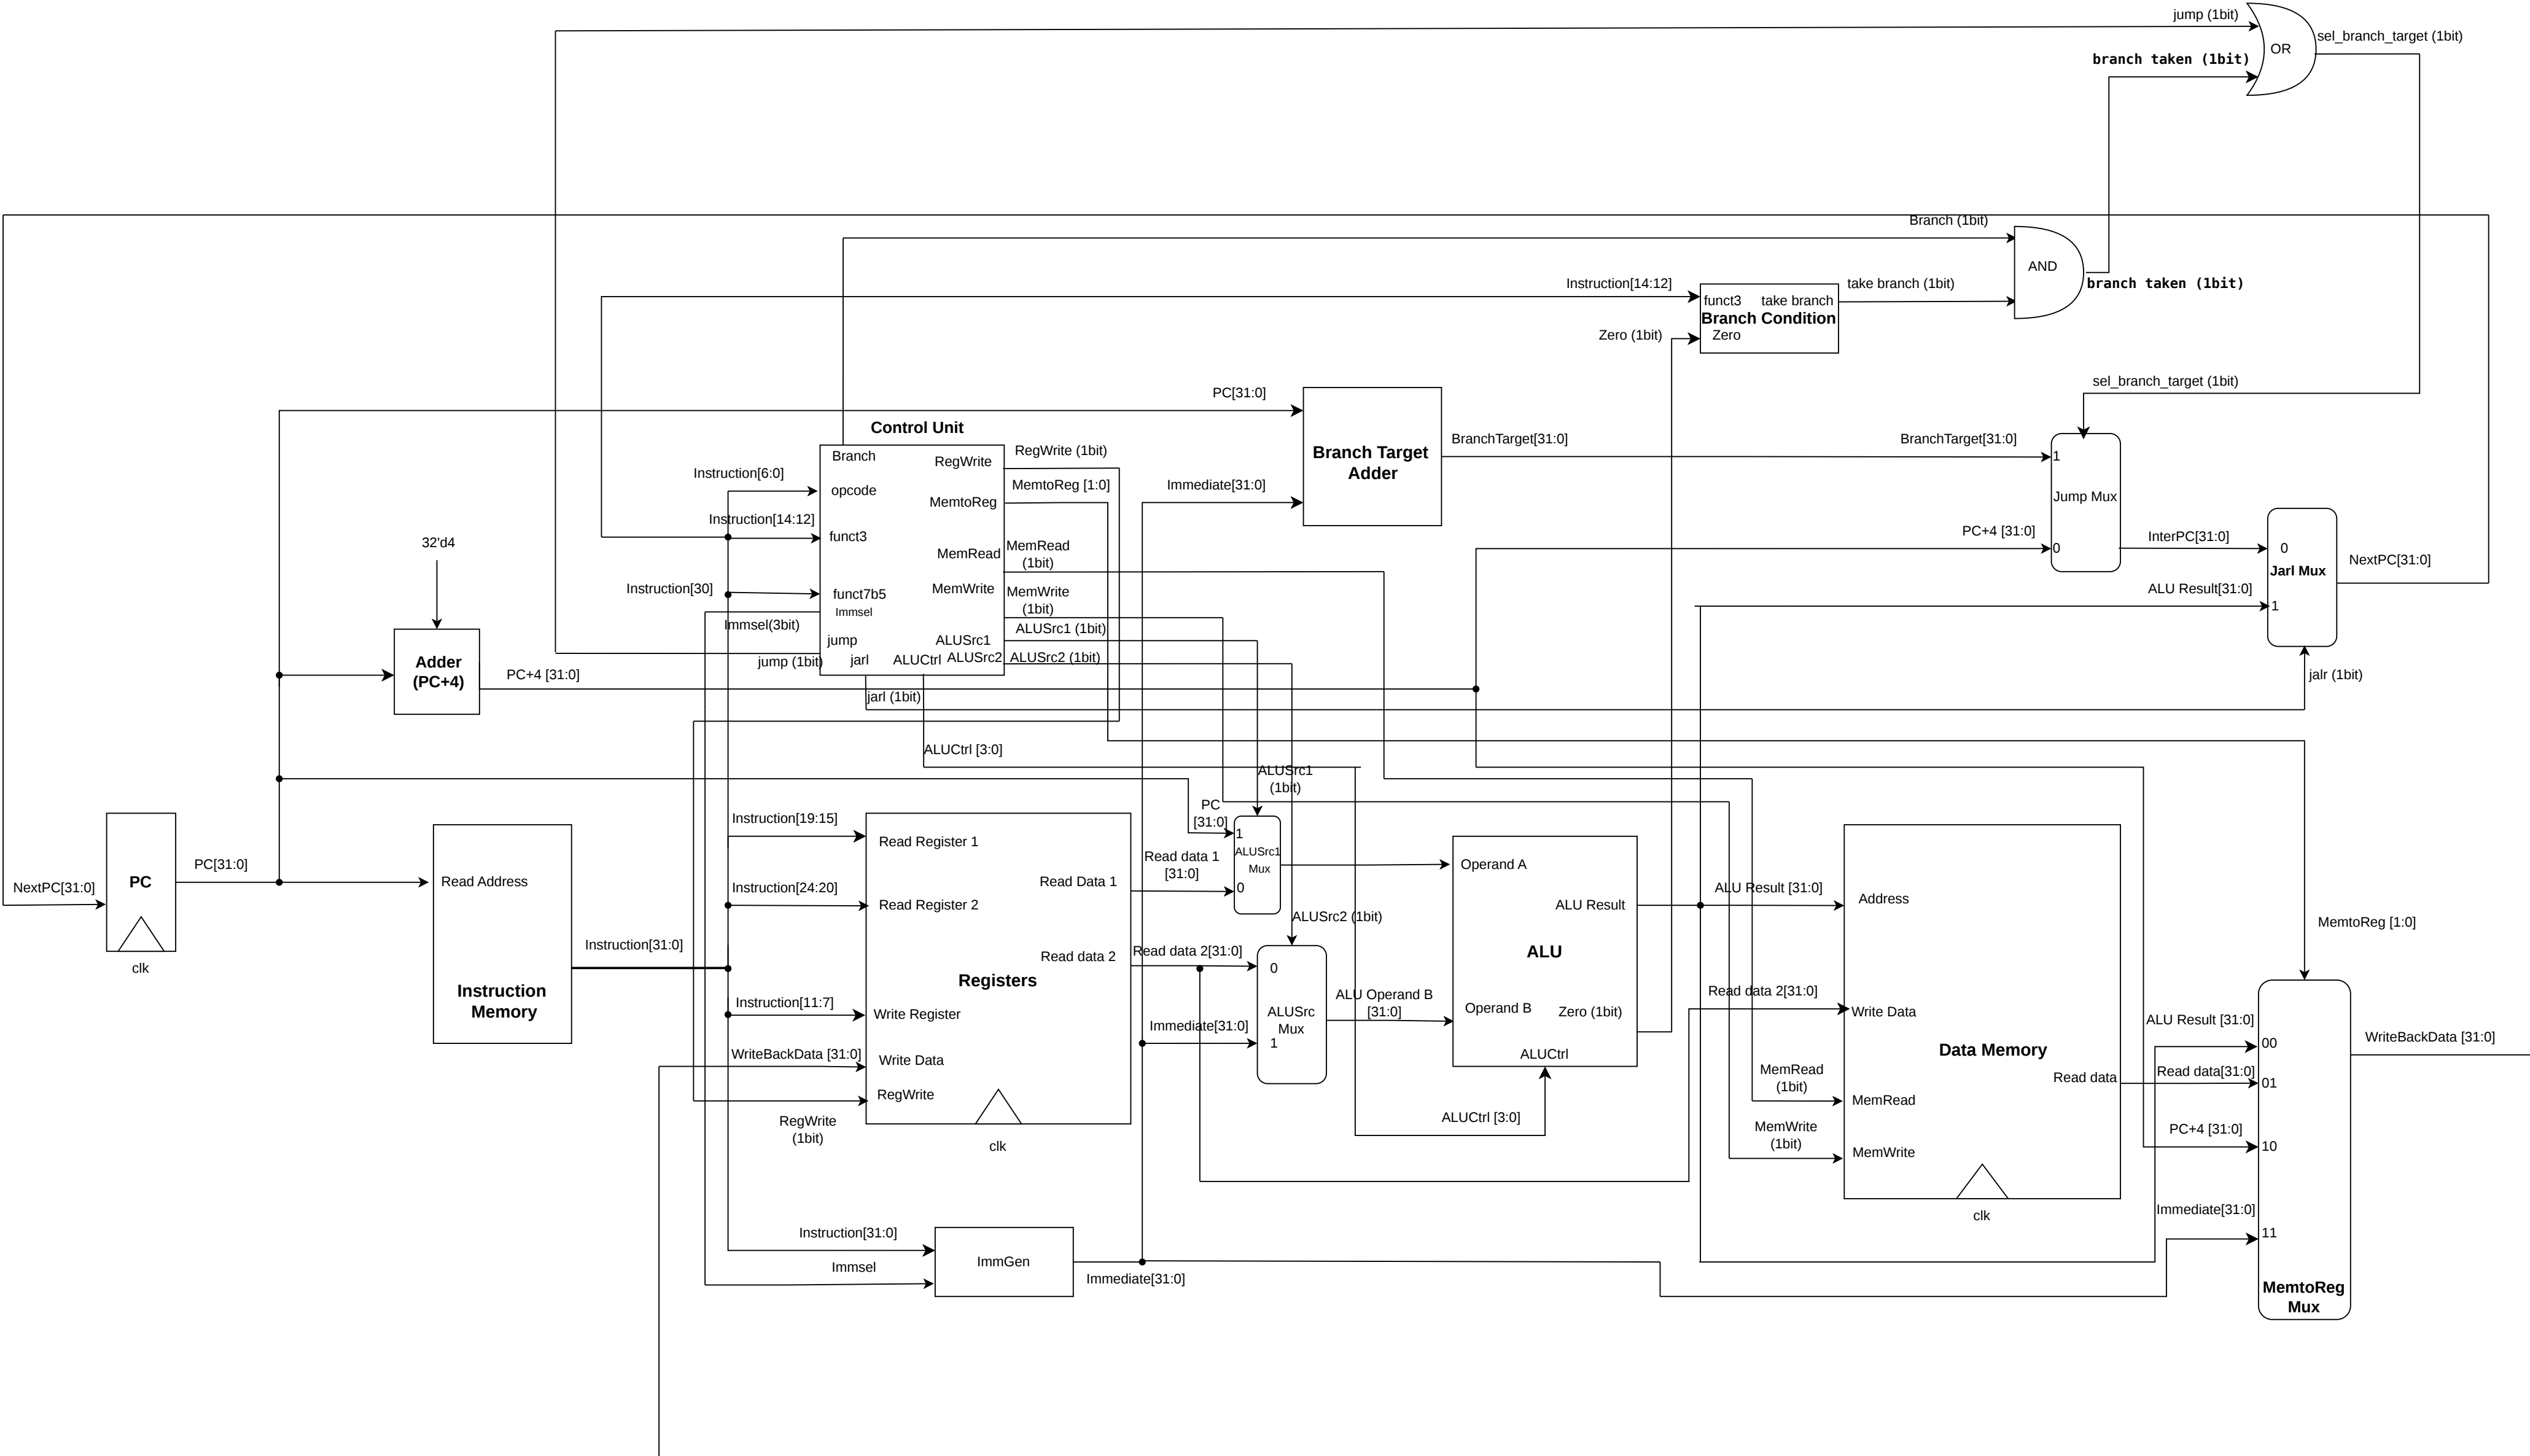 jump (1bit)
OR
sel_branch_target (1bit)
branch taken (1bit)
Branch (1bit)
AND
branch taken (1bit)
Instruction[14:12]
funct3
take branch
Branch Condition
Zero
take branch (1bit)
Zero (1bit)
sel_branch_target (1bit)
PC[31:0]
Branch Target
Adder
Immediate[31:0]
BranchTarget[31:0]
BranchTarget[31:0]
1
Jump Mux
0
PC+4 [31:0]
InterPC[31:0]
0
Jarl Mux
1
NextPC[31:0]
ALU Result[31:0]
jalr (1bit)
Control Unit
Branch
RegWrite
RegWrite (1bit)
Instruction[6:0]
opcode
MemtoReg
MemtoReg [1:0]
Instruction[14:12]
funct3
MemRead
MemRead
(1bit)
Instruction[30]
funct7b5
MemWrite
MemWrite
(1bit)
Immsel
Immsel(3bit)
jump
ALUSrc1
ALUSrc1 (1bit)
jump (1bit)
jarl
ALUCtrl
ALUSrc2
ALUSrc2 (1bit)
jarl (1bit)
ALUCtrl [3:0]
32'd4
Adder
(PC+4)
PC+4 [31:0]
NextPC[31:0]
PC
clk
PC[31:0]
Read Address
Instruction
Memory
Instruction[31:0]
Instruction[19:15]
Read Register 1
Instruction[24:20]
Read Register 2
Read Data 1
Read data 2
Registers
Instruction[11:7]
Write Register
WriteBackData [31:0]
Write Data
RegWrite
RegWrite
(1bit)
clk
Instruction[31:0]
Immsel
ImmGen
Immediate[31:0]
ALUSrc1
(1bit)
PC
[31:0]
1
ALUSrc1
Mux
0
Read data 1
[31:0]
ALUSrc2 (1bit)
Read data 2[31:0]
0
ALUSrc
Mux
1
Immediate[31:0]
ALU Operand B
[31:0]
Operand A
ALU Result
ALU
Operand B
Zero (1bit)
ALUCtrl
ALUCtrl [3:0]
ALU Result [31:0]
Address
Read data 2[31:0]
Write Data
Data Memory
Read data
MemRead
(1bit)
MemRead
MemWrite
(1bit)
MemWrite
clk
MemtoReg [1:0]
ALU Result [31:0]
00
Read data[31:0]
01
PC+4 [31:0]
10
Immediate[31:0]
11
MemtoReg
Mux
WriteBackData [31:0]